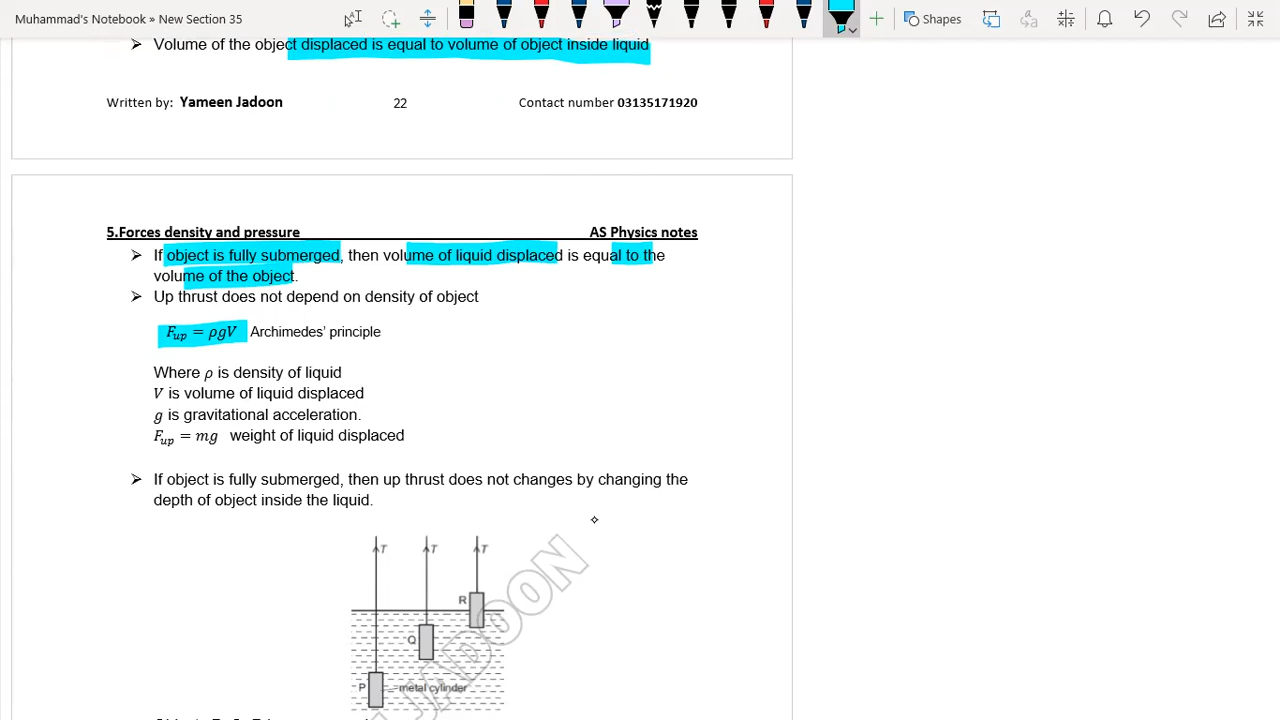 Muhammad's Notebook » New Section 35
Shapes
➢ Volume of the object displaced is equal to volume of object inside liquid
Written by: Yameen Jadoon 22 Contact number 03135171920
5.Forces density and pressure AS Physics notes
➢ If object is fully submerged, then volume of liquid displaced is equal to the
volume of the object.
➢ Up thrust does not depend on density of object
F_up = ρgV Archimedes' principle
Where ρ is density of liquid
V is volume of liquid displaced
g is gravitational acceleration.
F_up = mg weight of liquid displaced
➢ If object is fully submerged, then up thrust does not changes by changing the
depth of object inside the liquid.
T T T
R
Q
P metal cylinder
JADOON